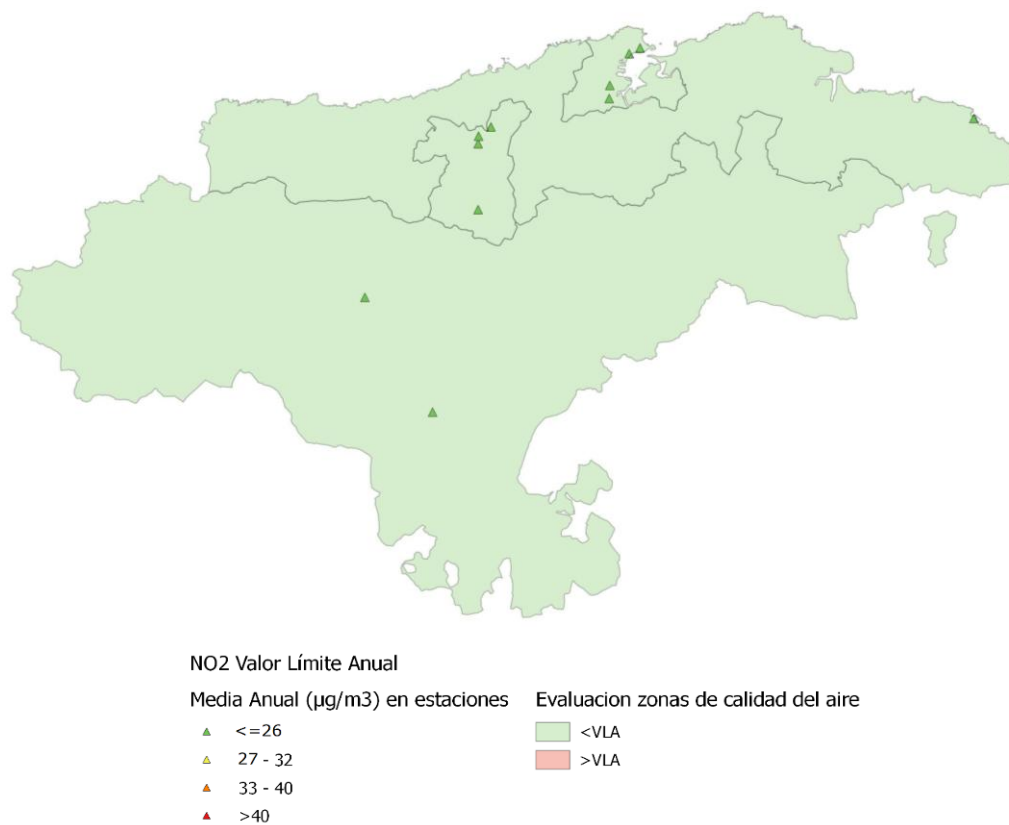 NO2 Valor Límite Anual
Media Anual (μg/m3) en estaciones
<=26
27 - 32
33 - 40
>40
Evaluacion zonas de calidad del aire
<VLA
>VLA